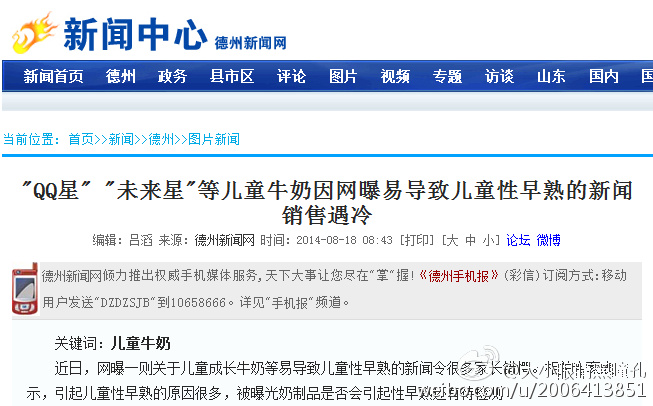 新闻中心 德州新闻网
新闻首页 德州 政务 县市区 评论 图片 视频 专题 访谈 山东 国内
当前位置：首页>>新闻>>德州>>图片新闻
"QQ星" "未来星"等儿童牛奶因网曝易导致儿童性早熟的新闻
销售遇冷
编辑：吕滔 来源：德州新闻网 时间：2014-08-18 08:43 [打印] [大 中 小] 论坛 微博
德州新闻网倾力推出权威手机媒体服务,天下大事让您尽在"掌"握!《德州手机报》(彩信)订阅方式:移动
用户发送"DZDZSJB"到10658666。详见"手机报"频道。
关键词：儿童牛奶
近日，网曝一则关于儿童成长牛奶等易导致儿童性早熟的新闻令很多家长
示，引起儿童性早熟的原因很多，被曝光奶制品是否会引起性早熟还有待检测
weibo.com/u/2006413851